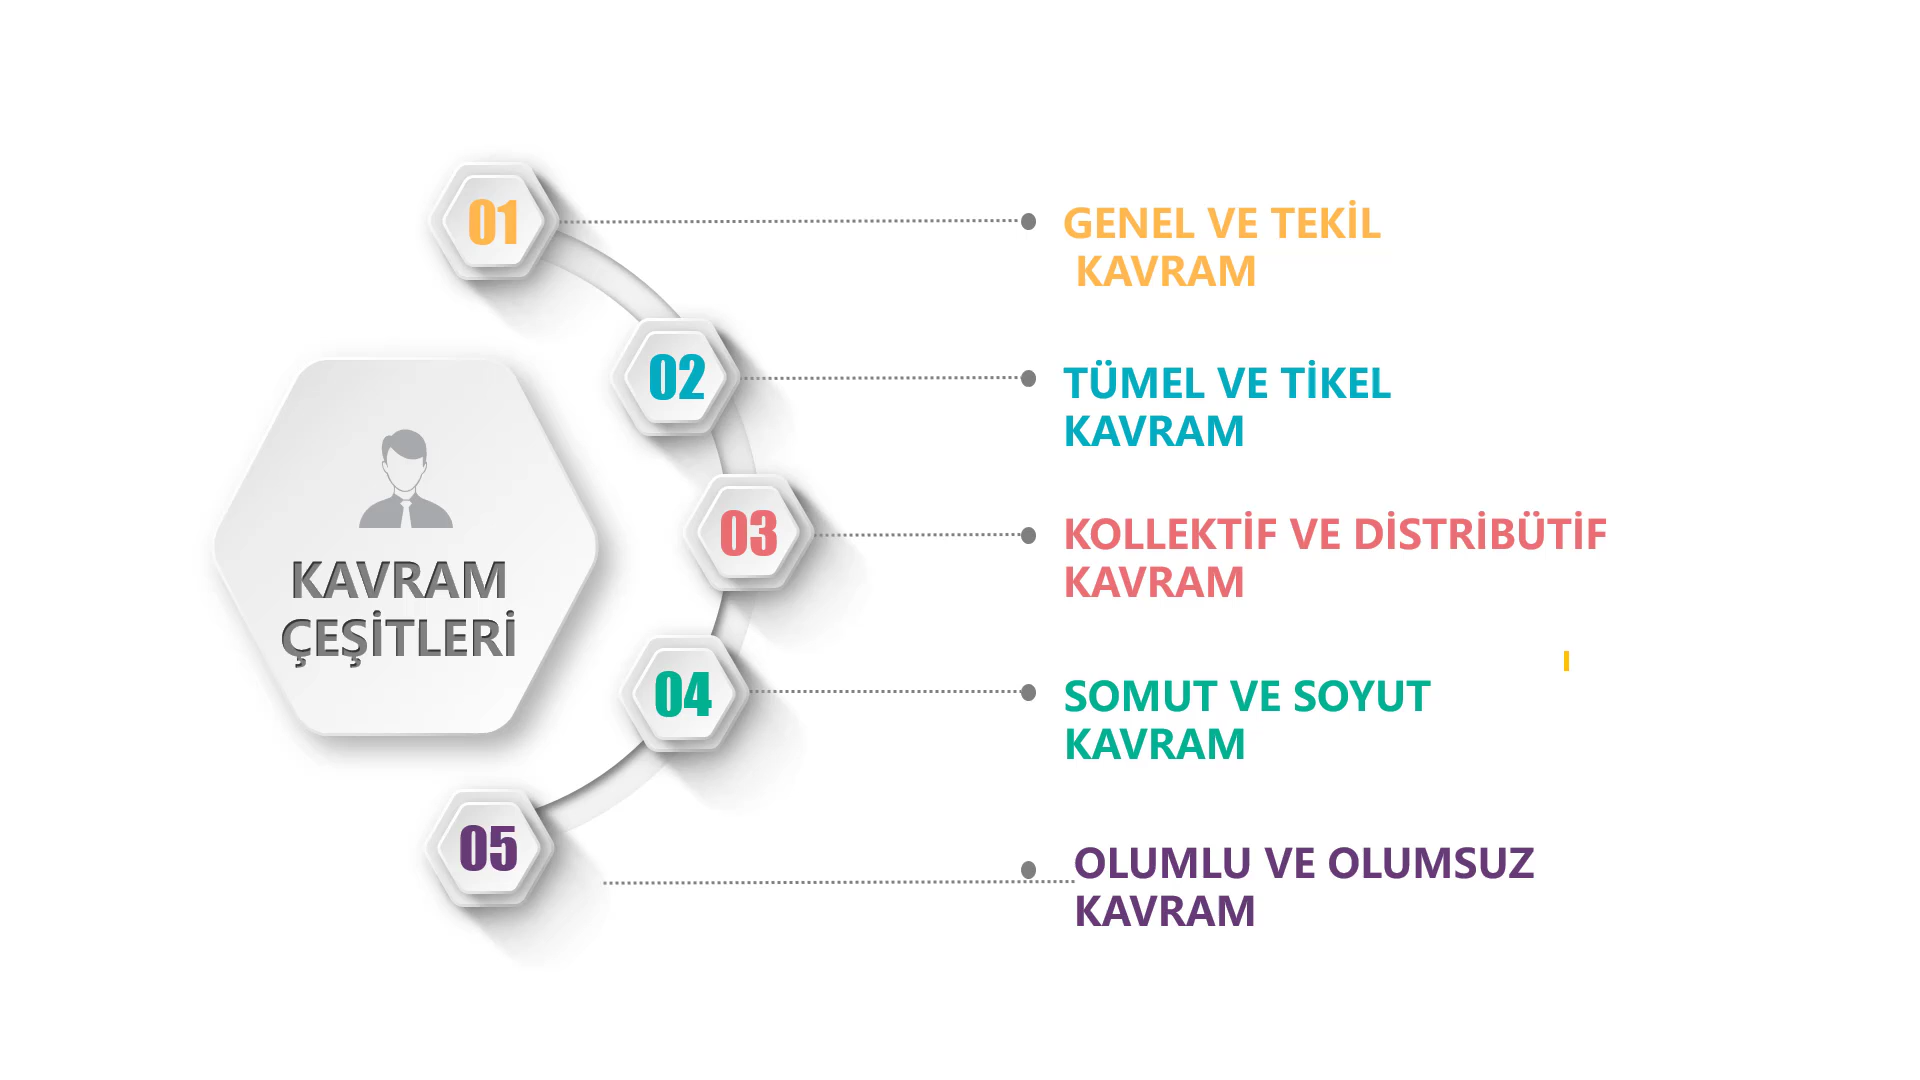 KAVRAM
ÇEŞİTLERİ
01
GENEL VE TEKİL
KAVRAM
02
TÜMEL VE TİKEL
KAVRAM
03
KOLLEKTİF VE DİSTRİBÜTİF
KAVRAM
04
SOMUT VE SOYUT
KAVRAM
05
OLUMLU VE OLUMSUZ
KAVRAM